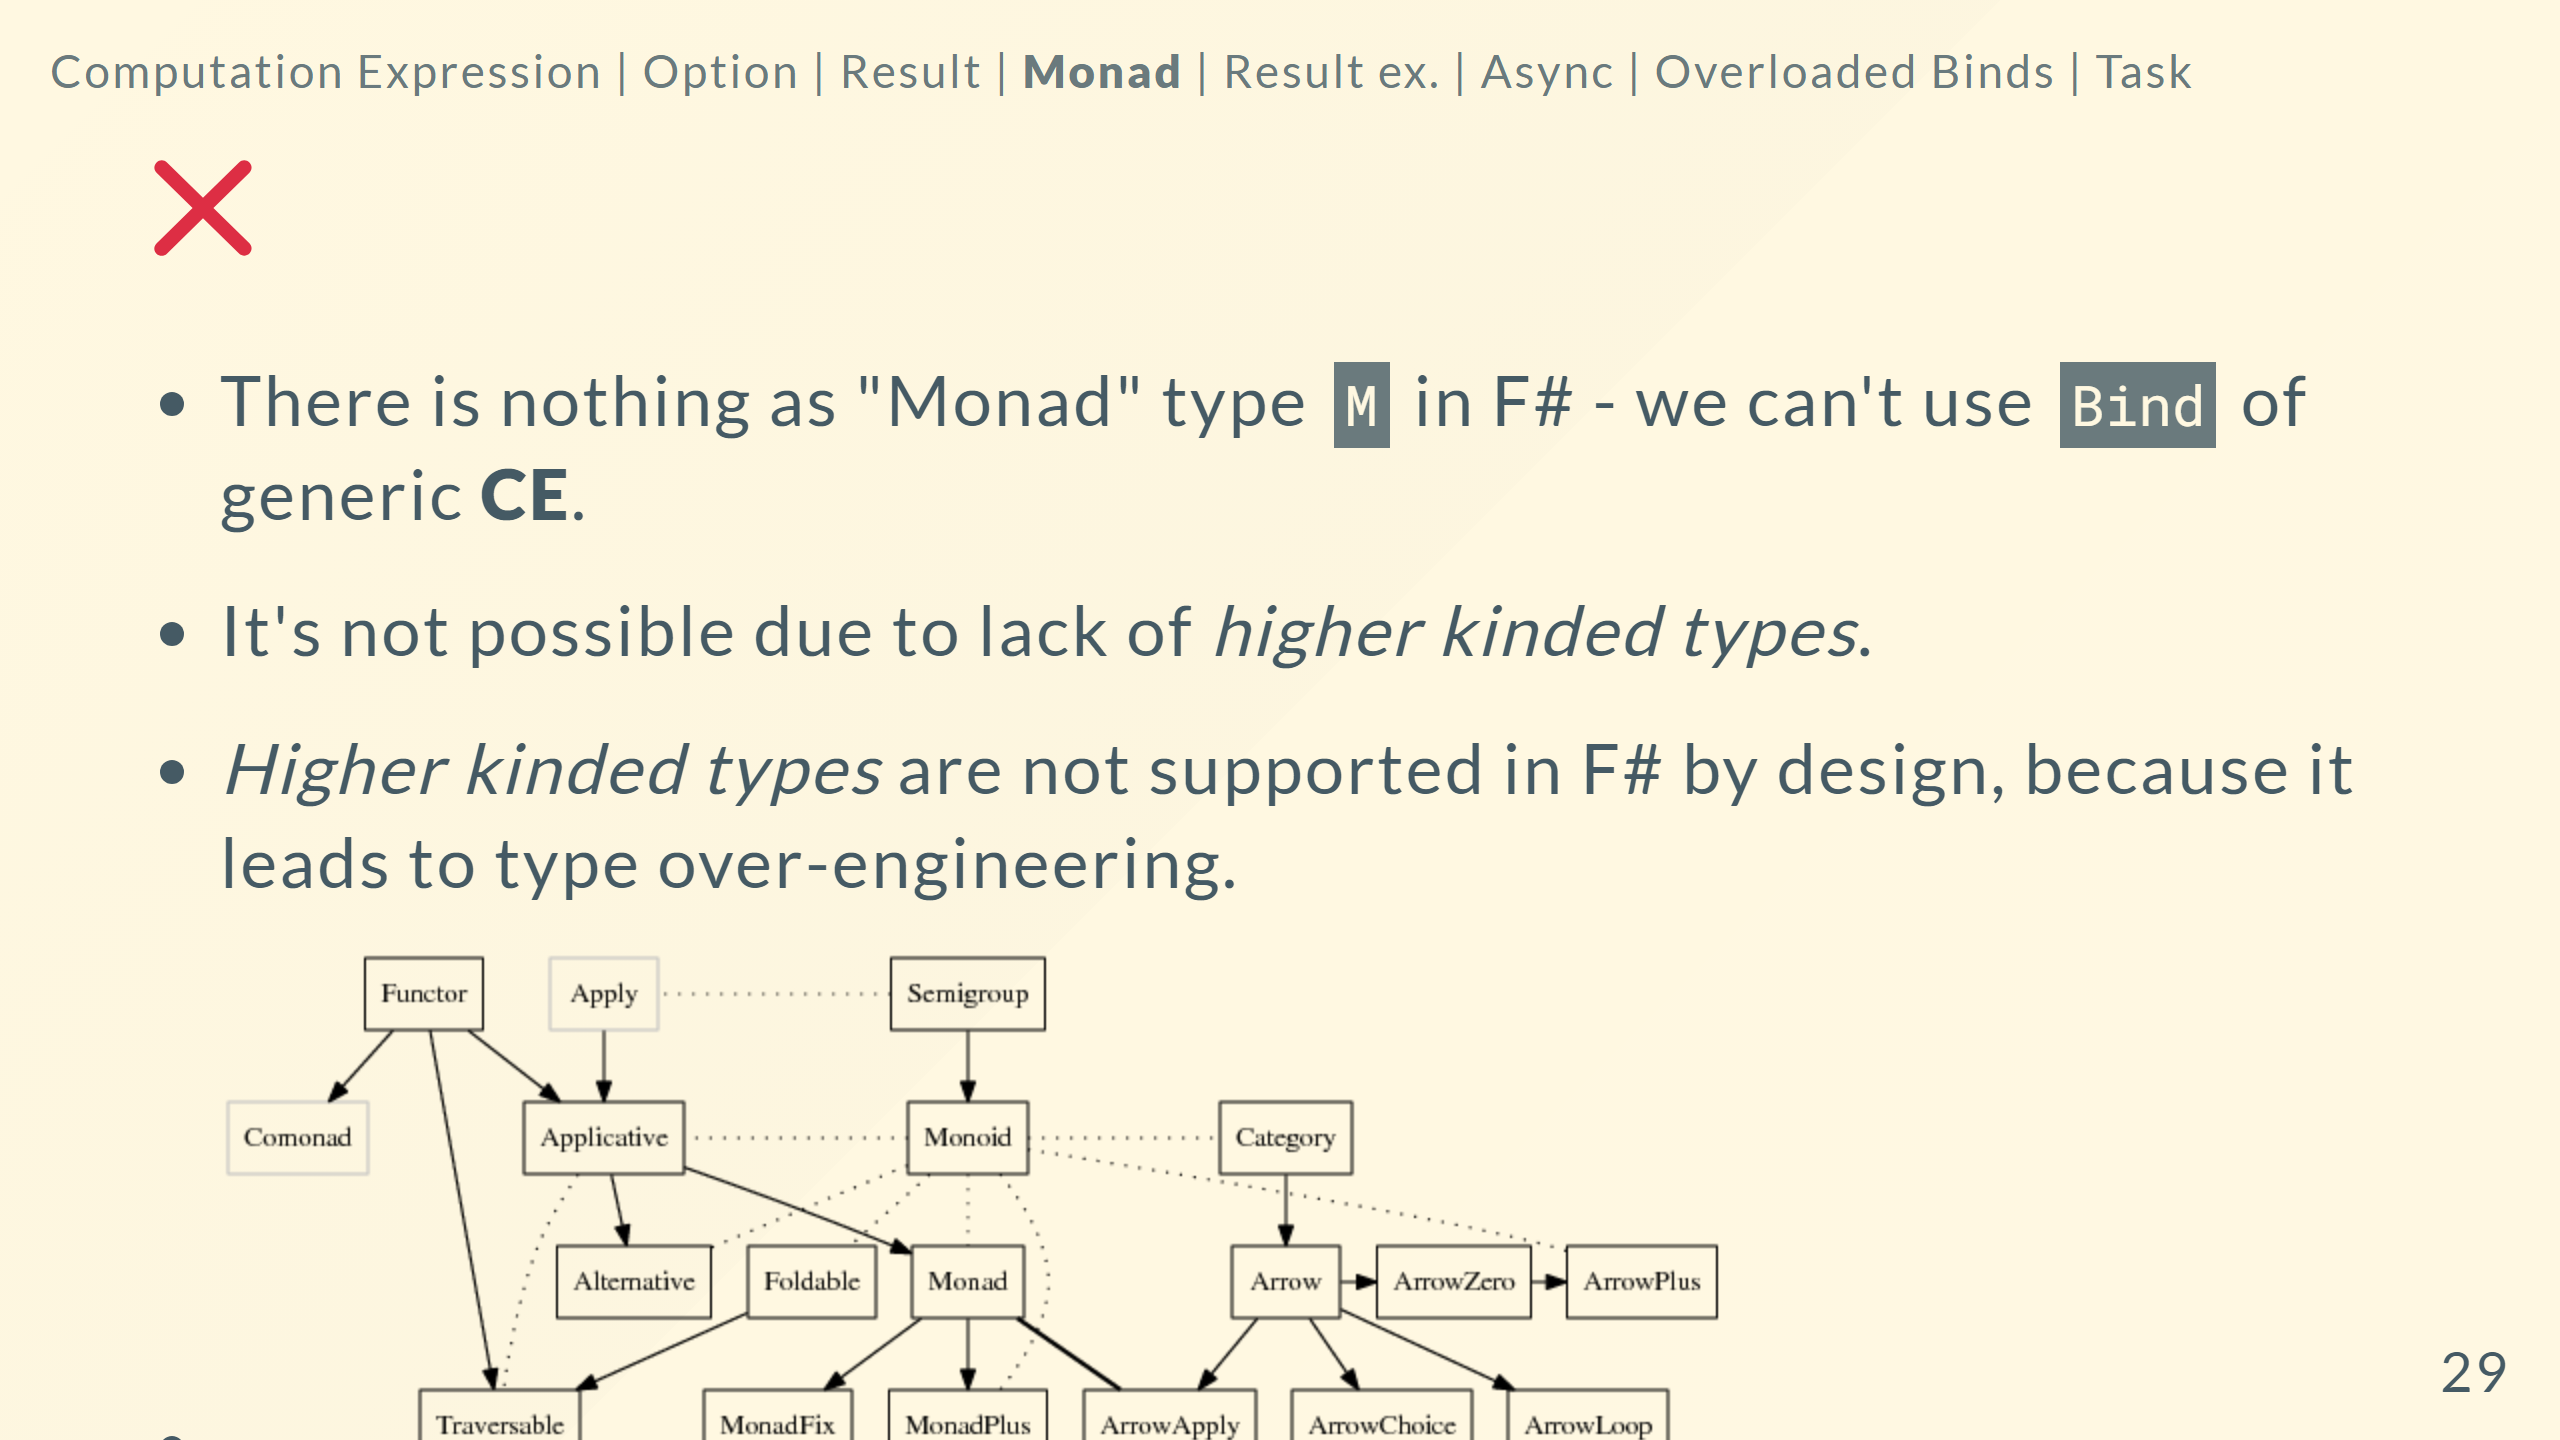 Computation Expression | Option | Result | Monad | Result ex. | Async | Overloaded Binds | Task
There is nothing as "Monad" type M in F# - we can't use Bind of
generic CE.
It's not possible due to lack of higher kinded types.
Higher kinded types are not supported in F# by design, because it
leads to type over-engineering.
Functor Apply Semigroup
Comonad Applicative Monoid Category
Alternative Foldable Monad Arrow ArrowZero ArrowPlus
29
Traversable MonadFix MonadPlus ArrowApply ArrowChoice ArrowLoop